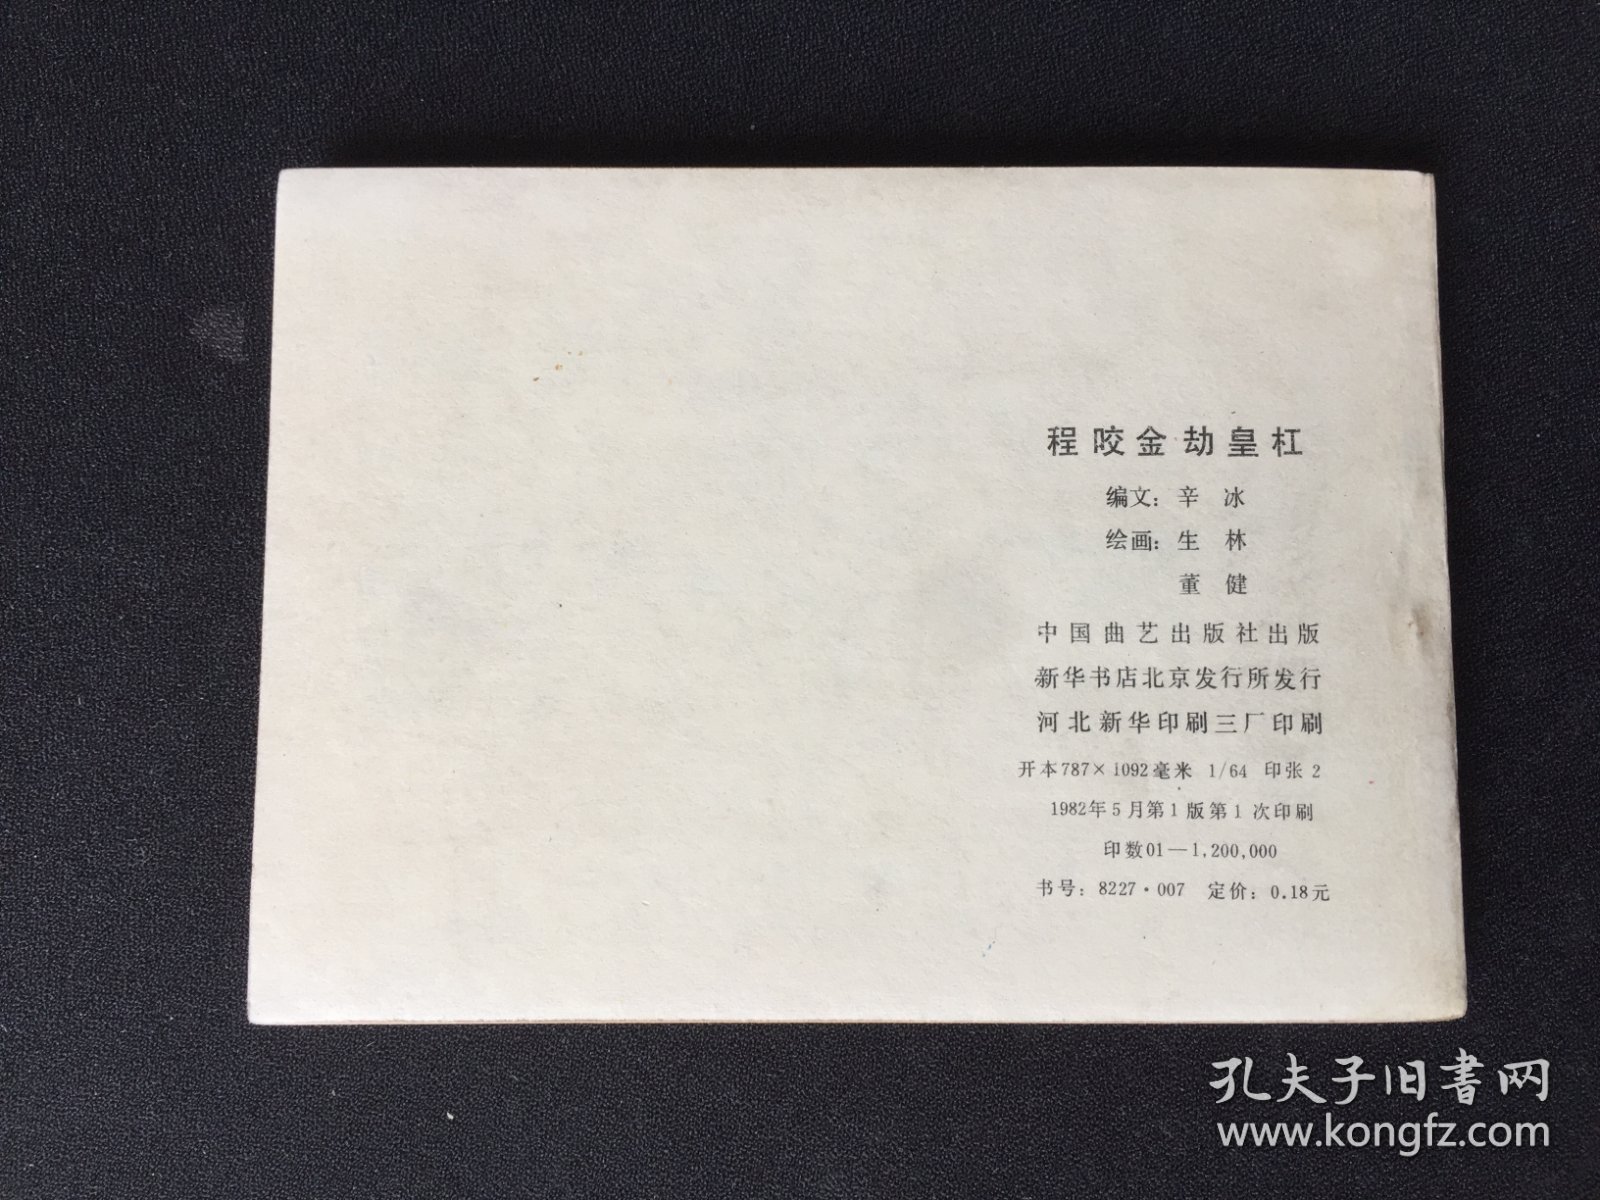 程咬金劫皇杠
编文：辛 冰
绘画：生 林
董 健
中国曲艺出版社出版
新华书店北京发行所发行
河北新华印刷三厂印刷
开本787×1092毫米 1/64 印张 2
1982年5月第1版第1次印刷
印数01—1,200,000
书号：8227·007 定价：0.18元
孔夫子旧書网
www.kongfz.com